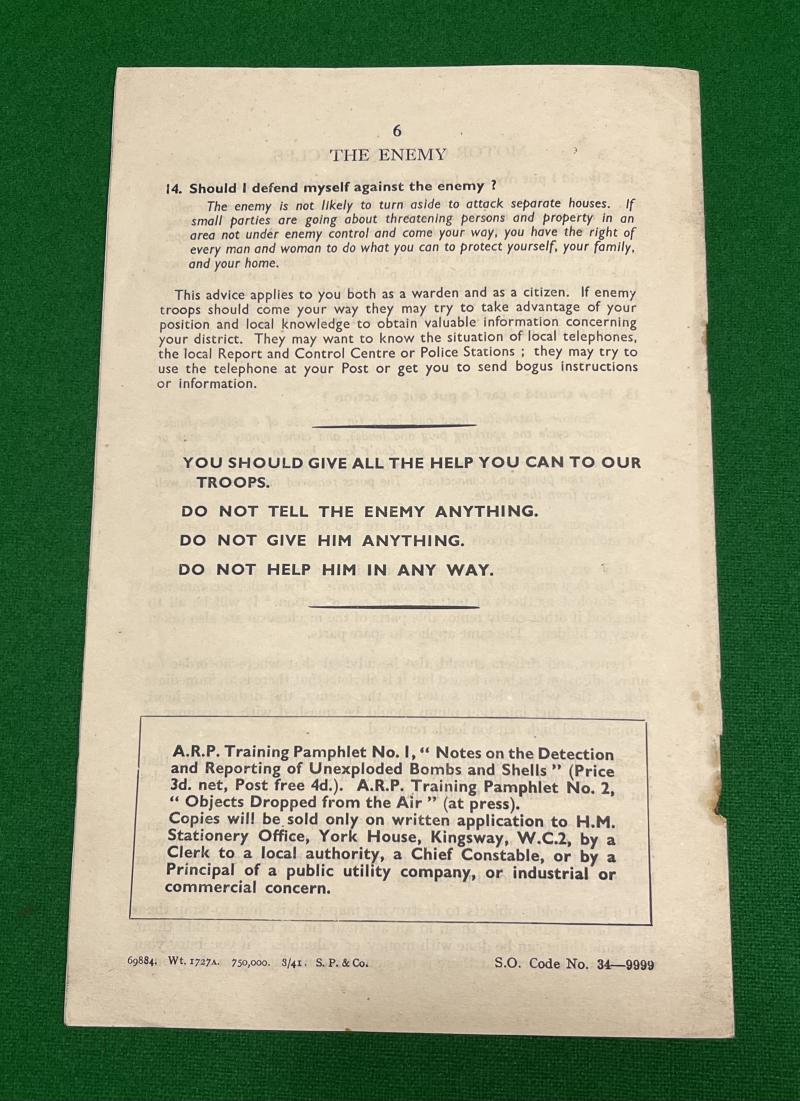 6
THE ENEMY
14. Should I defend myself against the enemy ?
The enemy is not likely to turn aside to attack separate houses. If
small parties are going about threatening persons and property in an
area not under enemy control and come your way, you have the right of
every man and woman to do what you can to protect yourself, your family,
and your home.
This advice applies to you both as a warden and as a citizen. If enemy
troops should come your way they may try to take advantage of your
position and local knowledge to obtain valuable information concerning
your district. They may want to know the situation of local telephones,
the local Report and Control Centre or Police Stations ; they may try to
use the telephone at your Post or get you to send bogus instructions
or information.
YOU SHOULD GIVE ALL THE HELP YOU CAN TO OUR
TROOPS.
DO NOT TELL THE ENEMY ANYTHING.
DO NOT GIVE HIM ANYTHING.
DO NOT HELP HIM IN ANY WAY.
A.R.P. Training Pamphlet No. 1, “ Notes on the Detection
and Reporting of Unexploded Bombs and Shells ” (Price
3d. net, Post free 4d.). A.R.P. Training Pamphlet No. 2,
“ Objects Dropped from the Air ” (at press).
Copies will be sold only on written application to H.M.
Stationery Office, York House, Kingsway, W.C.2, by a
Clerk to a local authority, a Chief Constable, or by a
Principal of a public utility company, or industrial or
commercial concern.
69884. Wt. 1727A. 750,000. 3/41. S. P. & Co. S.O. Code No. 34—9999